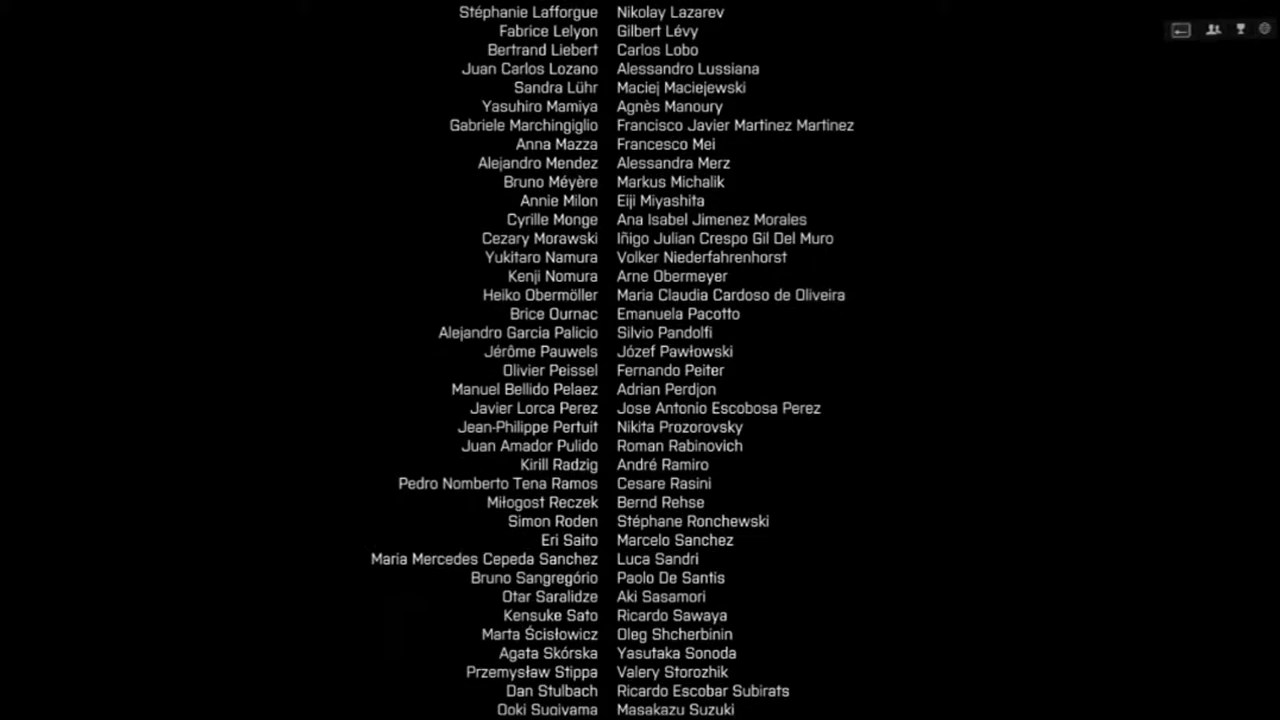 Stéphanie Lafforgue Nikolay Lazarev
Fabrice Lelyon Gilbert Lévy
Bertrand Liebert Carlos Lobo
Juan Carlos Lozano Alessandro Lussiana
Sandra Lühr Maciej Maciejewski
Yasuhiro Mamiya Agnès Manoury
Gabriele Marchingiglio Francisco Javier Martinez Martinez
Anna Mazza Francesco Mei
Alejandro Mendez Alessandra Merz
Bruno Méyère Markus Michalik
Annie Milon Eiji Miyashita
Cyrille Monge Ana Isabel Jimenez Morales
Cezary Morawski Iñigo Julian Crespo Gil Del Muro
Yukitaro Namura Volker Niederfahrenhorst
Kenji Nomura Arne Obermeyer
Heiko Obermöller Maria Claudia Cardoso de Oliveira
Brice Ournac Emanuela Pacotto
Alejandro Garcia Palicio Silvio Pandolfi
Jérôme Pauwels Józef Pawłowski
Olivier Peissel Fernando Peiter
Manuel Bellido Pelaez Adrian Perdjon
Javier Lorca Perez Jose Antonio Escobosa Perez
Jean-Philippe Pertuit Nikita Prozorovsky
Juan Amador Pulido Roman Rabinovich
Kirill Radzig André Ramiro
Pedro Nomberto Tena Ramos Cesare Rasini
Miłogost Reczek Bernd Rehse
Simon Roden Stéphane Ronchewski
Eri Saito Marcelo Sanchez
Maria Mercedes Cepeda Sanchez Luca Sandri
Bruno Sangregório Paolo De Santis
Otar Saralidze Aki Sasamori
Kensuke Sato Ricardo Sawaya
Marta Ścisłowicz Oleg Shcherbinin
Agata Skórska Yasutaka Sonoda
Przemysław Stippa Valery Storozhik
Dan Stulbach Ricardo Escobar Subirats
Ooki Sugiyama Masakazu Suzuki